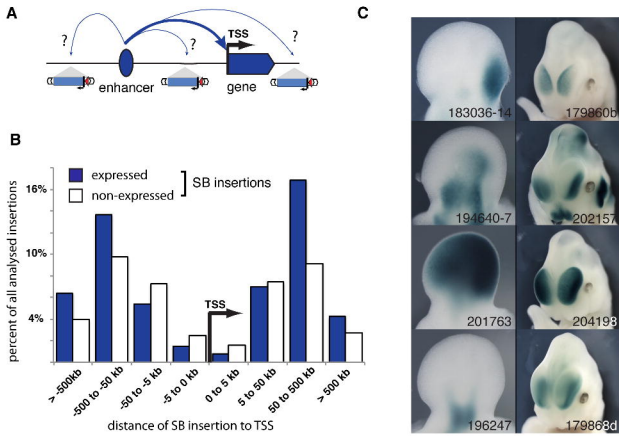 A
?
?
?
TSS
enhancer
gene
B
expressed
non-expressed
SB insertions
percent of all analysed insertions
16%
10%
4%
TSS
> -500kb
-500 to -50 kb
-50 to -5 kb
-5 to 0 kb
0 to 5 kb
5 to 50 kb
50 to 500 kb
> 500 kb
distance of SB insertion to TSS
C
183036-14
179860b
194640-7
202157
201763
204198
196247
179868d